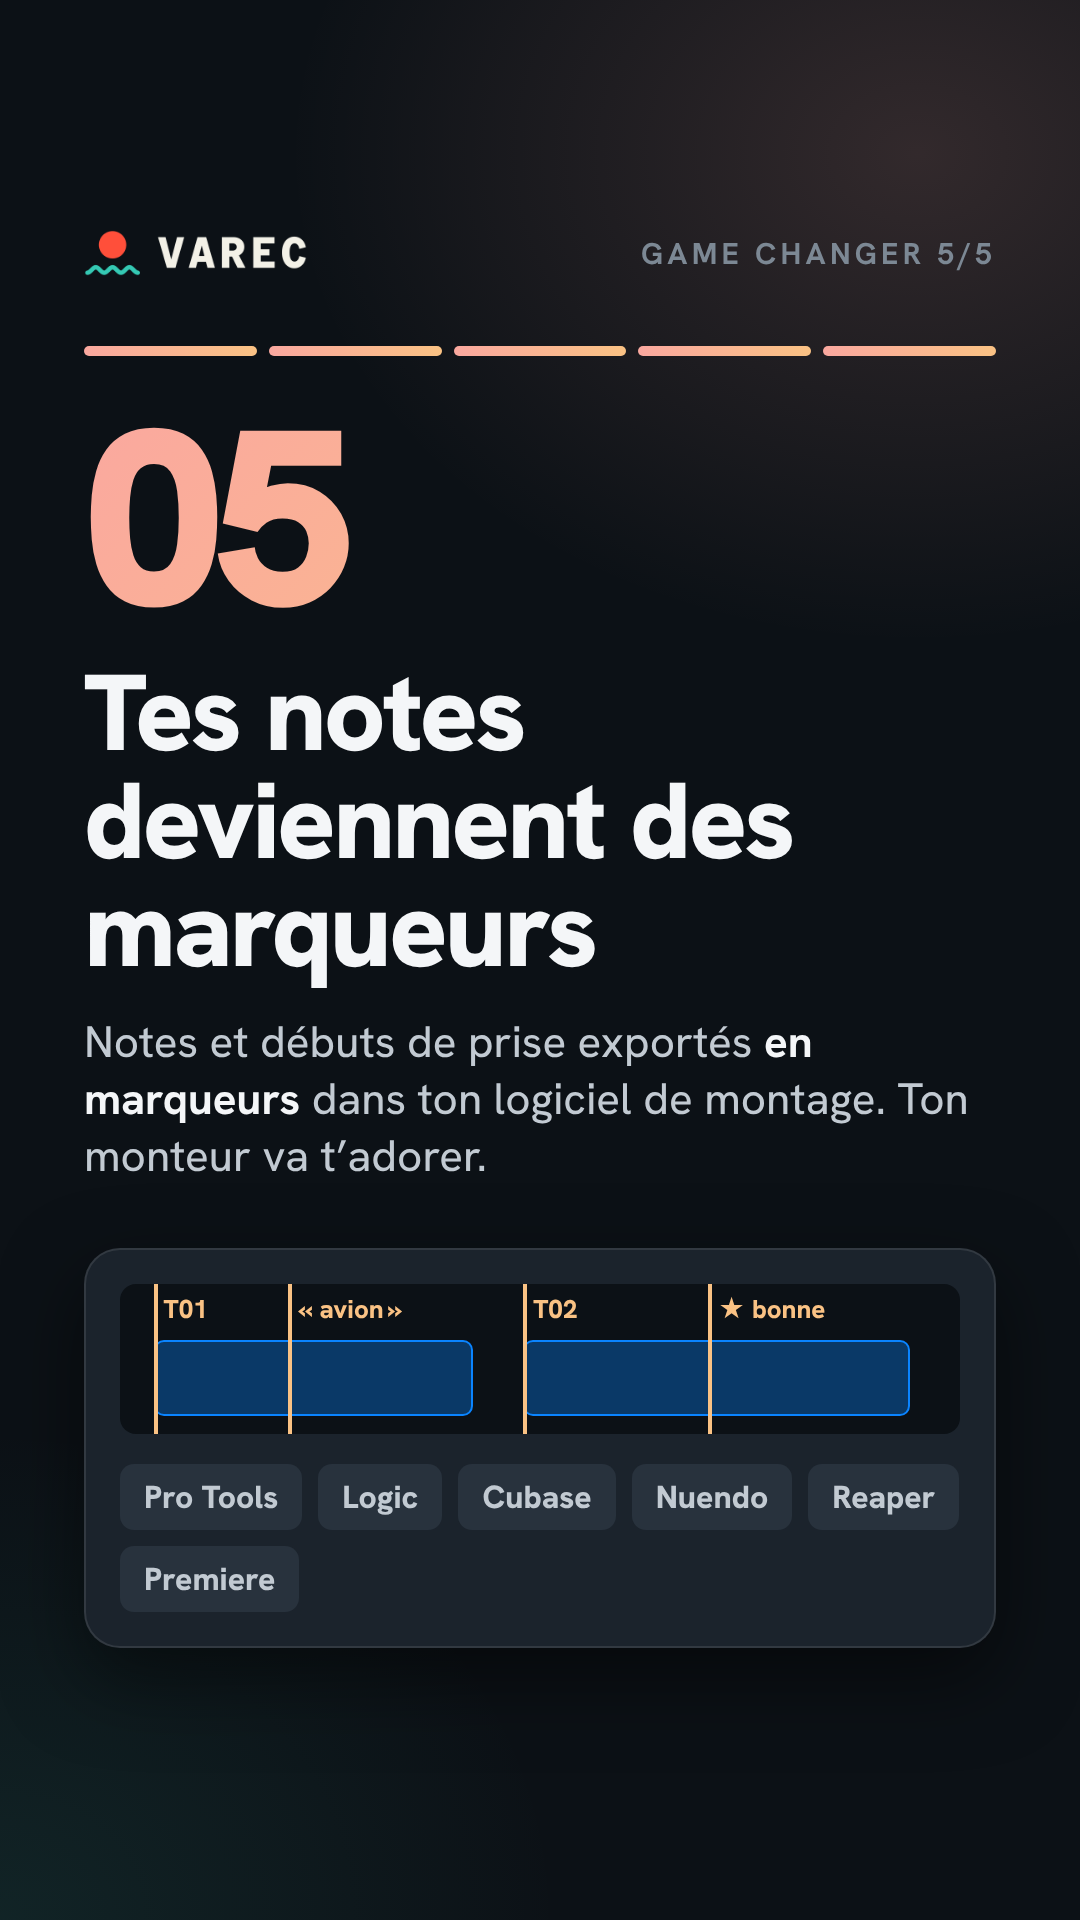 VAREC
GAME CHANGER 5/5
05
Tes notes
deviennent des
marqueurs
Notes et débuts de prise exportés en
marqueurs dans ton logiciel de montage. Ton
monteur va t’adorer.
T01
« avion »
T02
★ bonne
Pro Tools
Logic
Cubase
Nuendo
Reaper
Premiere